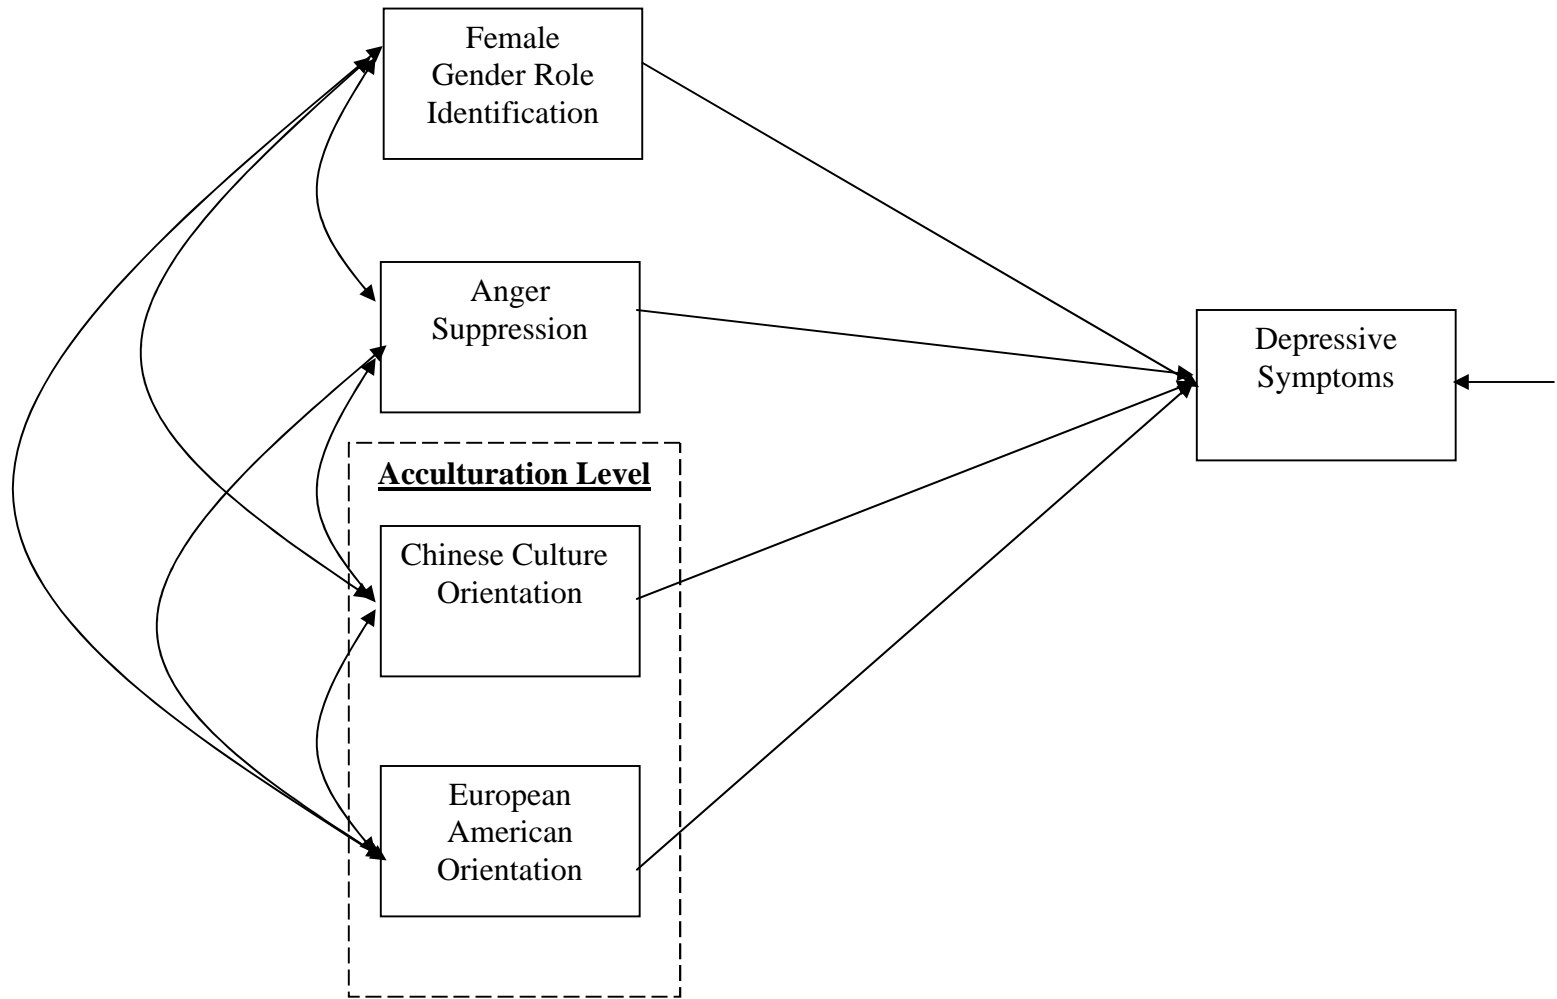 Female
Gender Role
Identification
Anger
Suppression
Depressive
Symptoms
Acculturation Level
Chinese Culture
Orientation
European
American
Orientation